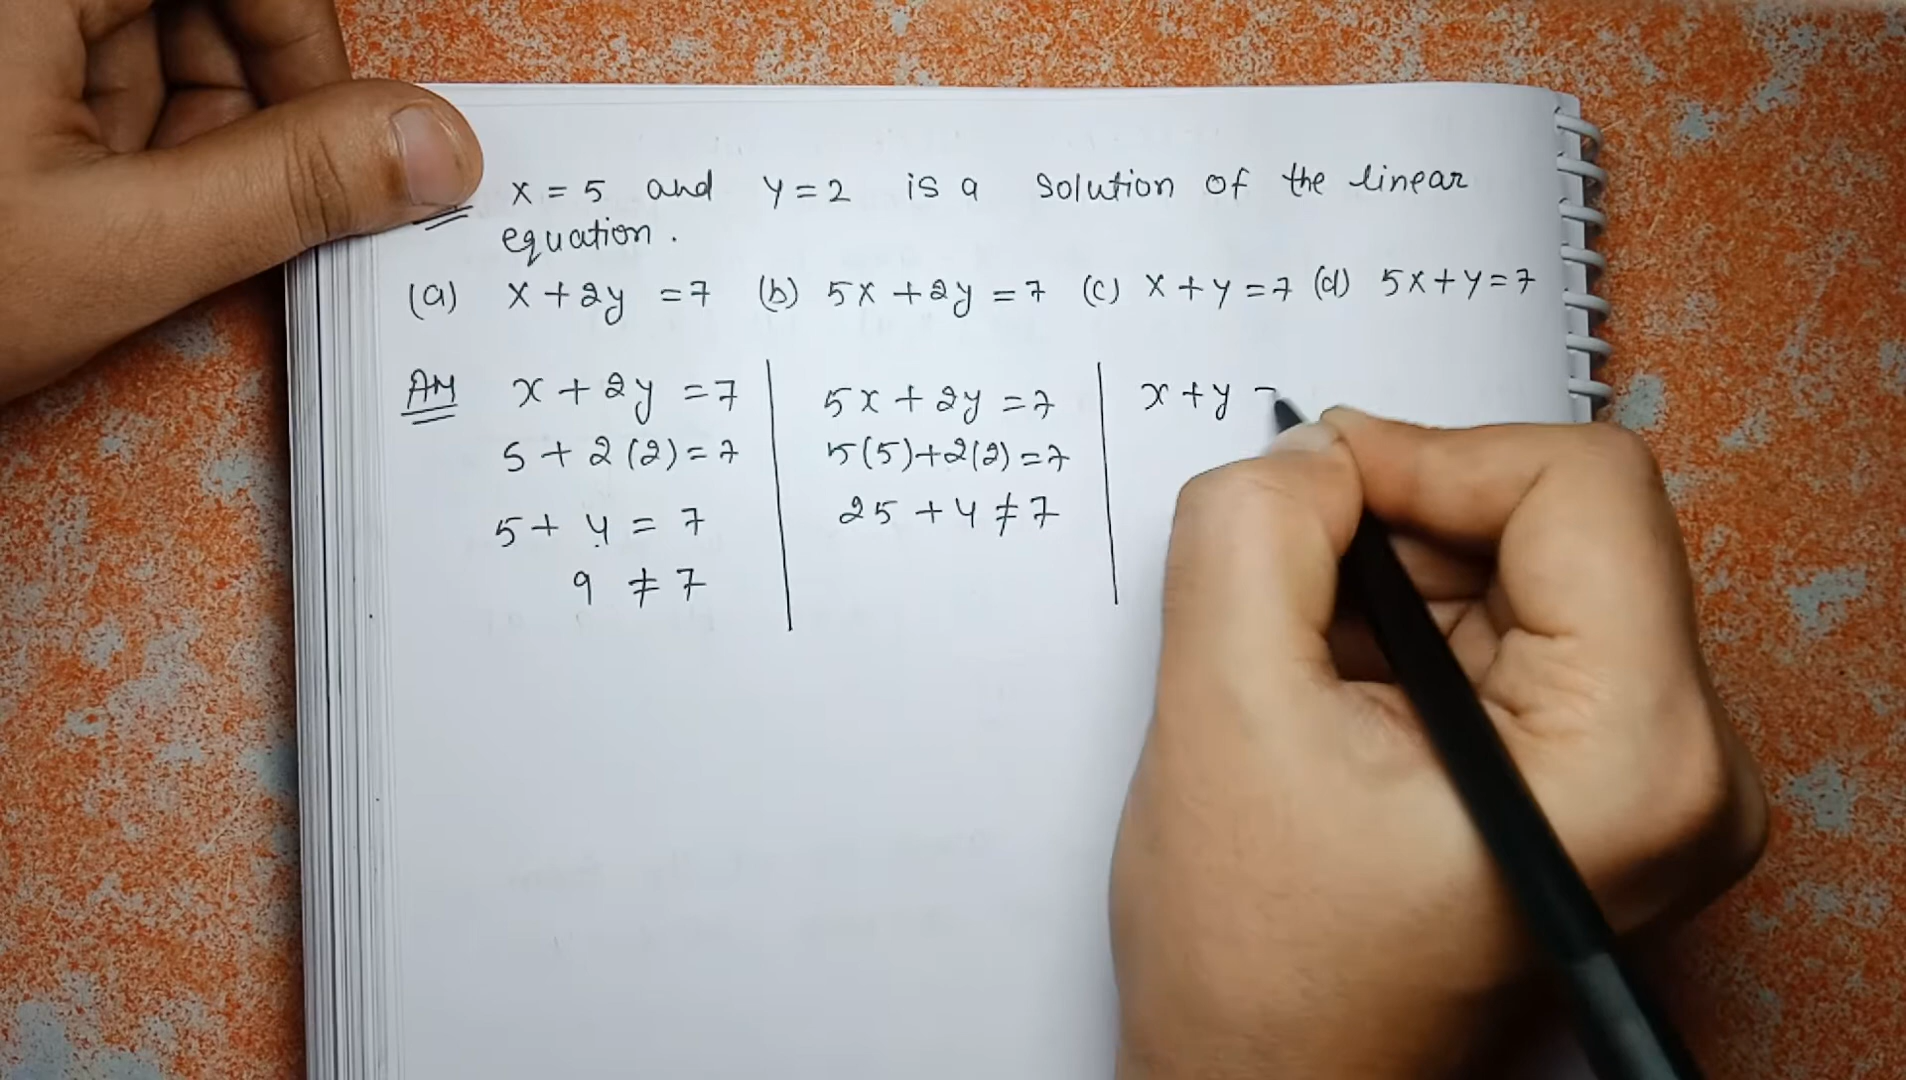 x = 5 and y = 2 is a solution of the linear
equation.
(a) x + 2y = 7 (b) 5x + 2y = 7 (c) x + y = 7 (d) 5x + y = 7
Ans x + 2y = 7
5 + 2(2) = 7
5 + 4 = 7
9 ≠ 7
5x + 2y = 7
5(5) + 2(2) = 7
25 + 4 ≠ 7
x + y